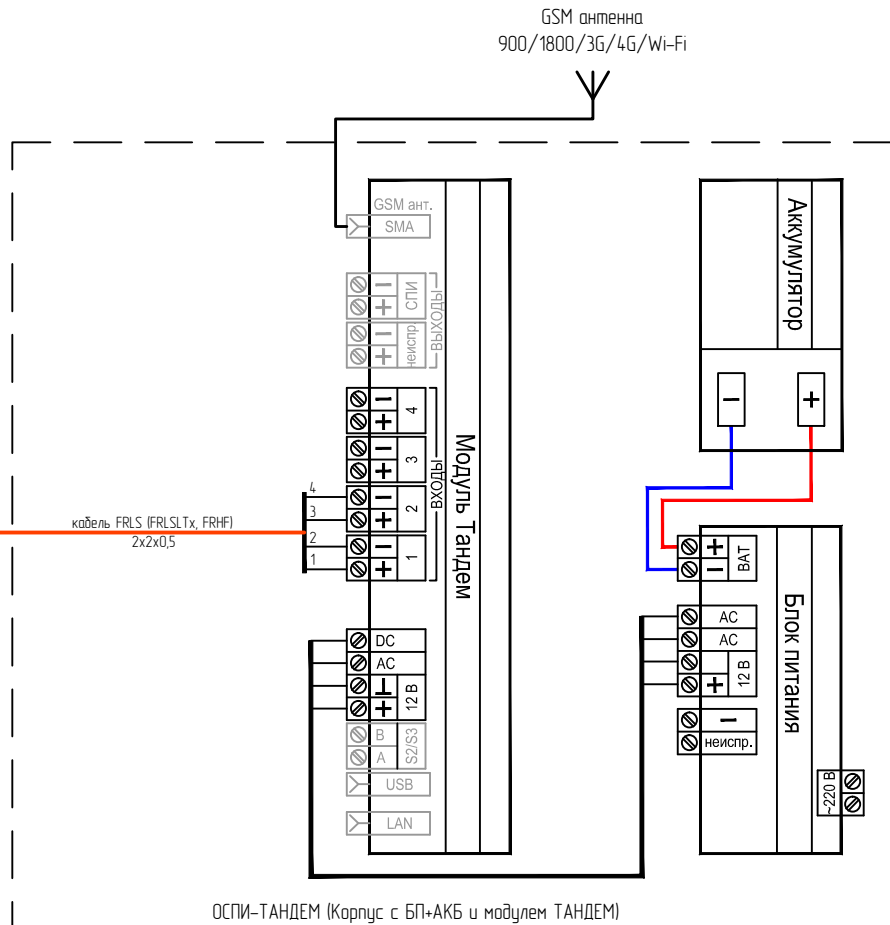 GSM антенна
900/1800/3G/4G/Wi-Fi
GSM ант.
SMA
− СПИ
+
− неиспр.
+
ВЫХОДЫ
− 4
+
− 3
+
4 − 2
3 +
2 − 1
1 +
ВХОДЫ
кабель FRLS (FRLSLTx, FRHF)
2x2x0,5
DC
AC
⊥ 12 В
+
B S2/S3
A
USB
LAN
Модуль Тандем
Аккумулятор
− +
+ BAT
−
AC
AC
12 В
+
−
неиспр.
Блок питания
~220 В
ОСПИ-ТАНДЕМ (Корпус с БП+АКБ и модулем ТАНДЕМ)